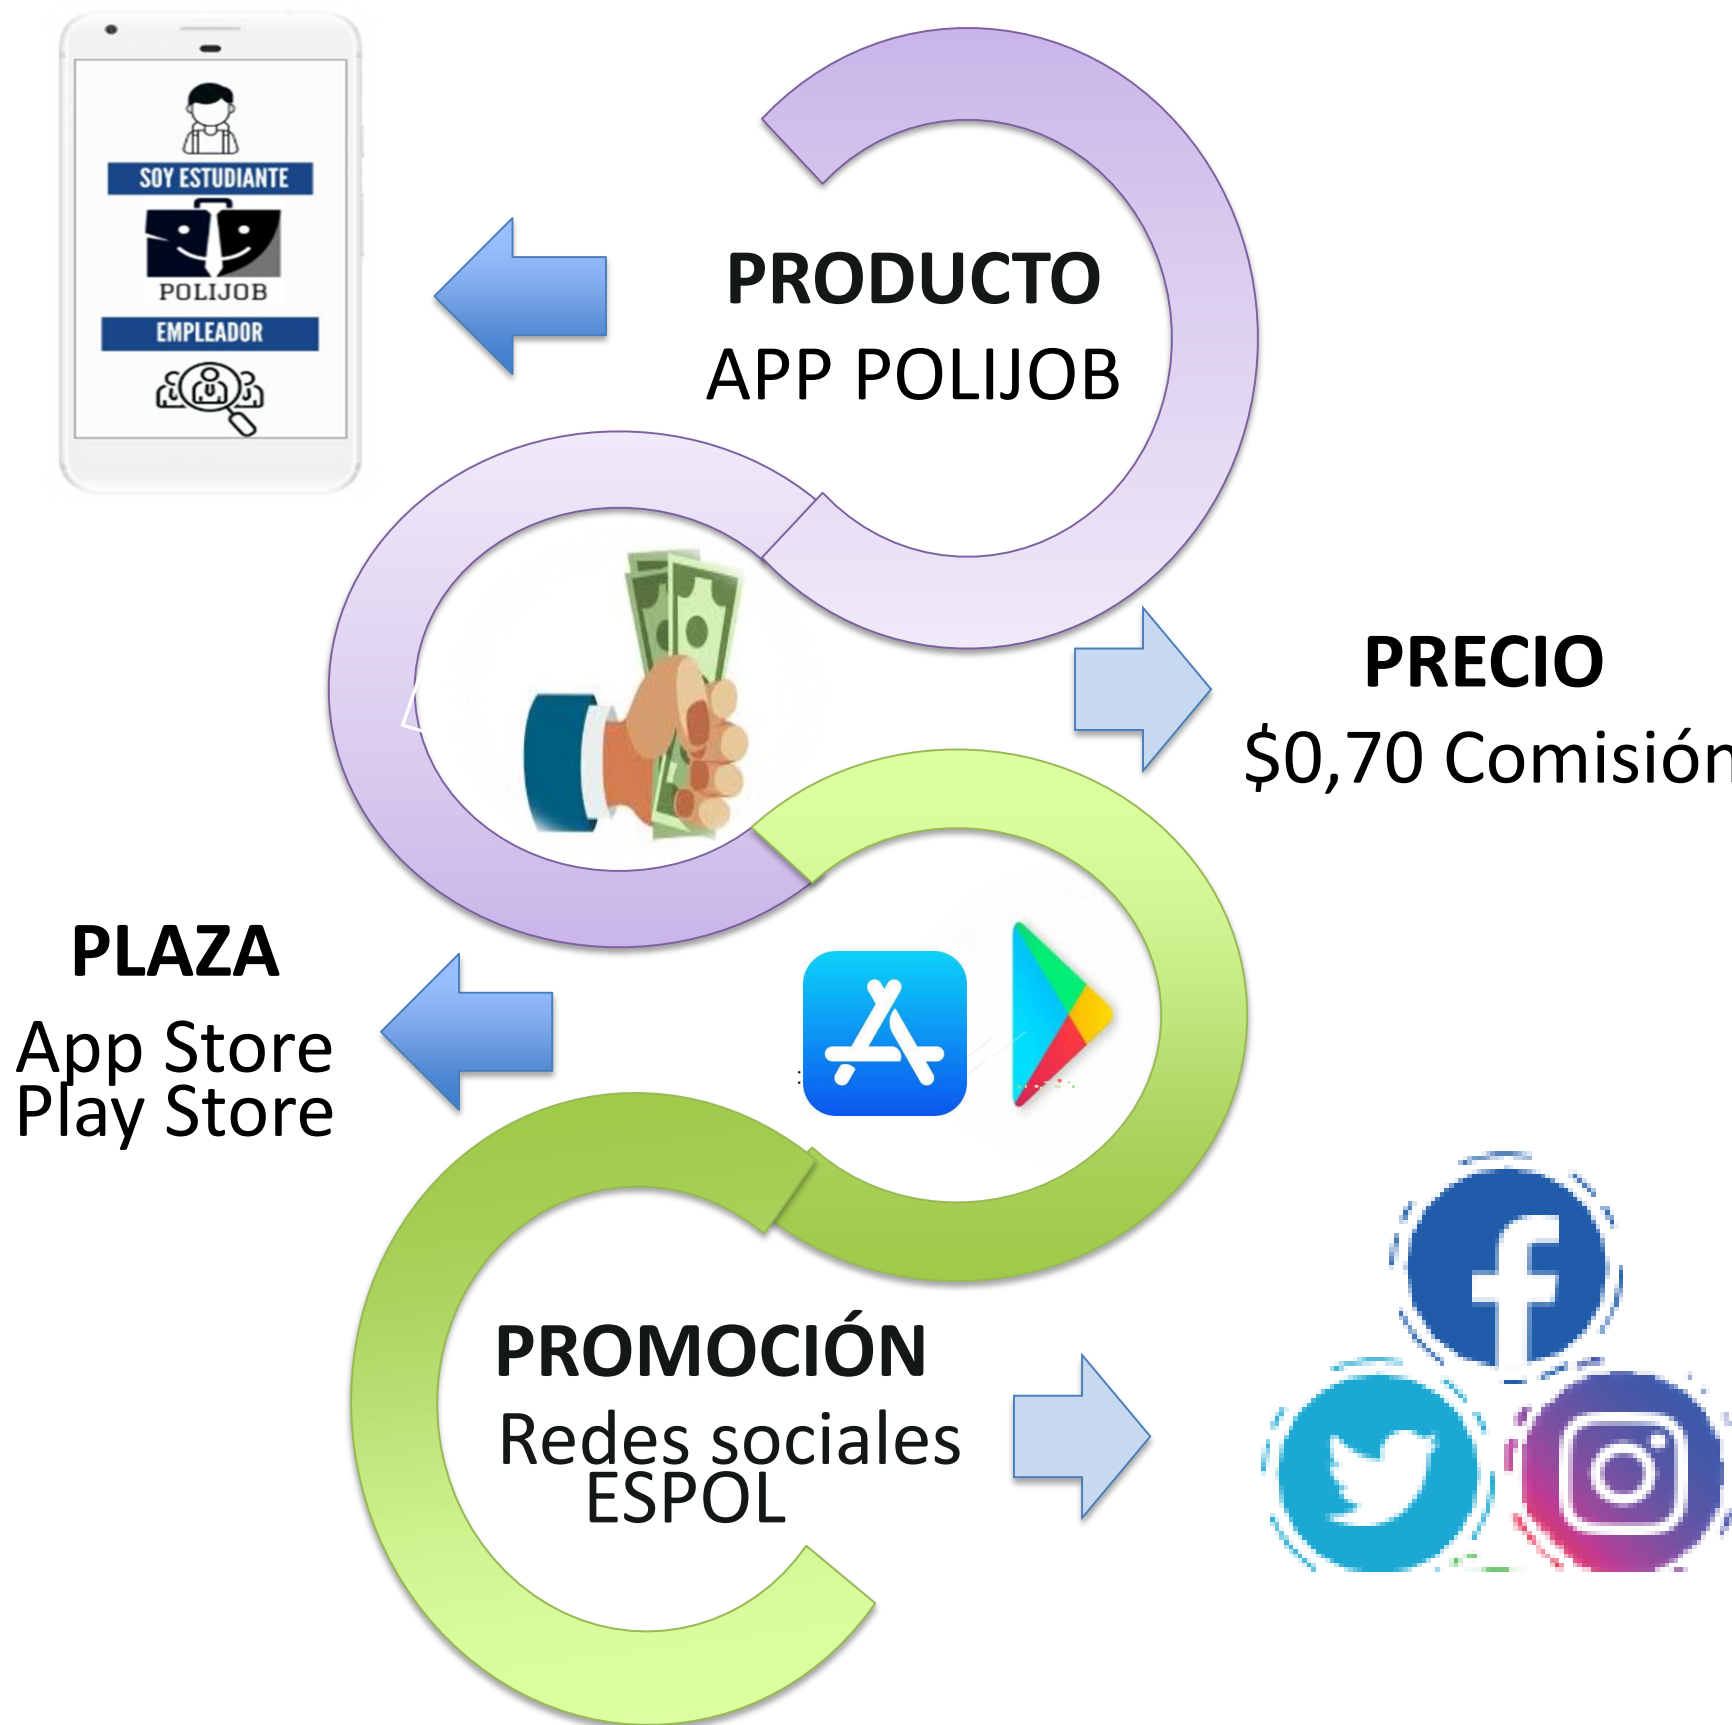 SOY ESTUDIANTE
POLIJOB
EMPLEADOR
PRODUCTO
APP POLIJOB
PRECIO
$0,70 Comisión
PLAZA
App Store
Play Store
PROMOCIÓN
Redes sociales
ESPOL